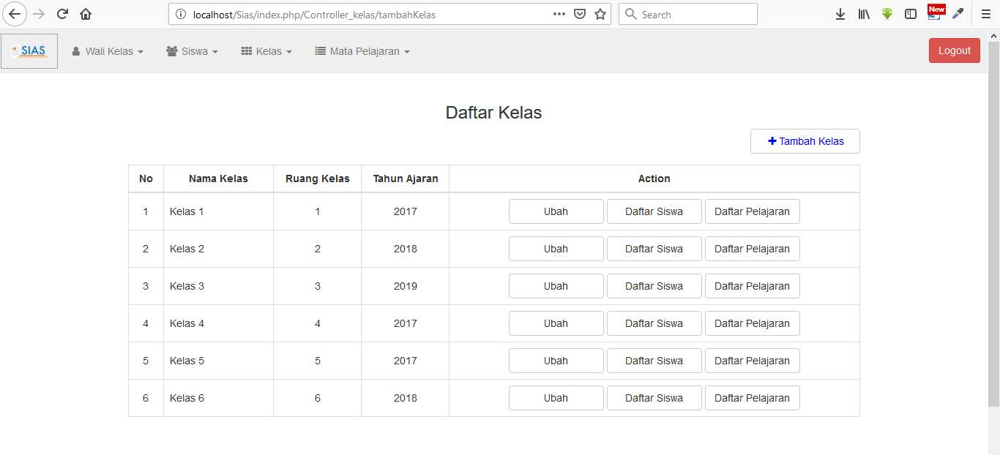 localhost/Sias/index.php/Controller_kelas/tambahKelas
Search
New
SIAS Wali Kelas Siswa Kelas Mata Pelajaran Logout
Daftar Kelas
Tambah Kelas
No Nama Kelas Ruang Kelas Tahun Ajaran Action
1 Kelas 1 1 2017 Ubah Daftar Siswa Daftar Pelajaran
2 Kelas 2 2 2018 Ubah Daftar Siswa Daftar Pelajaran
3 Kelas 3 3 2019 Ubah Daftar Siswa Daftar Pelajaran
4 Kelas 4 4 2017 Ubah Daftar Siswa Daftar Pelajaran
5 Kelas 5 5 2017 Ubah Daftar Siswa Daftar Pelajaran
6 Kelas 6 6 2018 Ubah Daftar Siswa Daftar Pelajaran